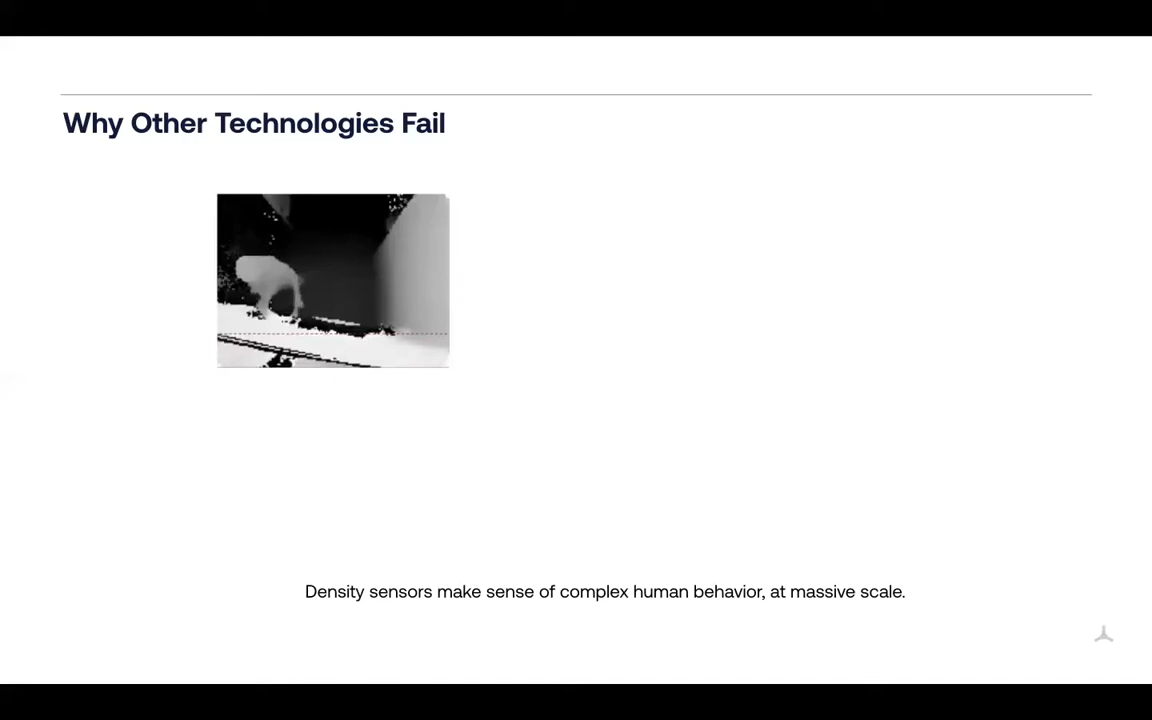 Why Other Technologies Fail
Density sensors make sense of complex human behavior, at massive scale.